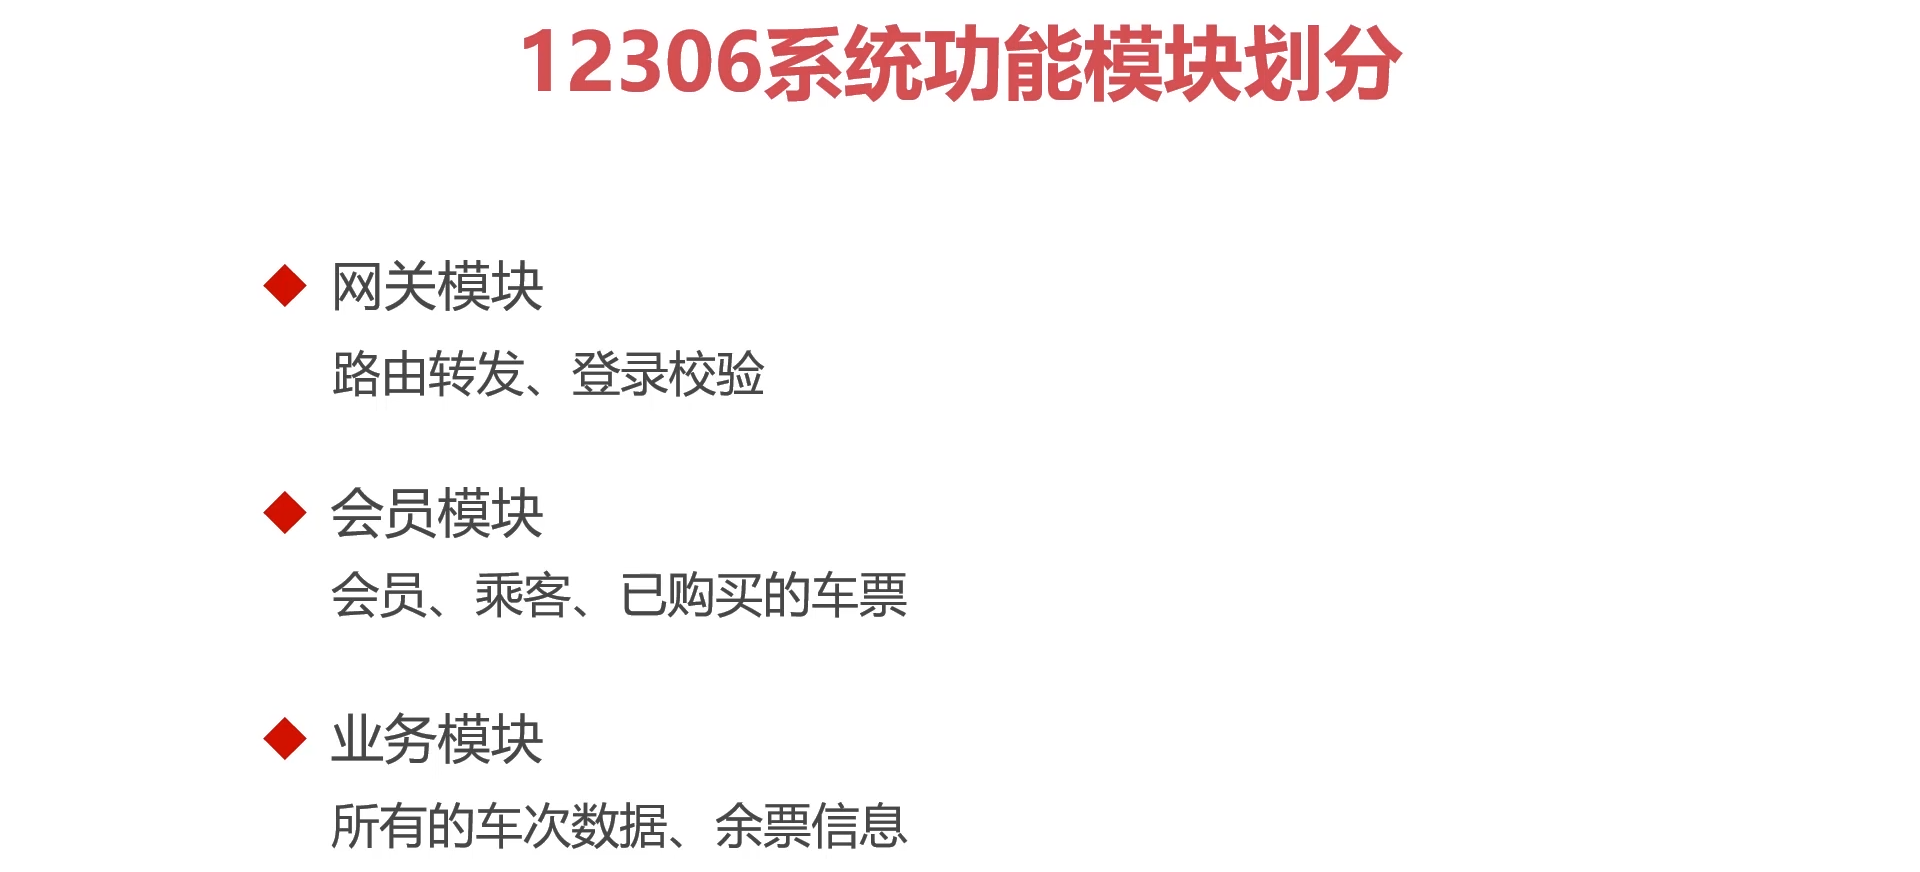 12306系统功能模块划分
网关模块
路由转发、登录校验
会员模块
会员、乘客、已购买的车票
业务模块
所有的车次数据、余票信息